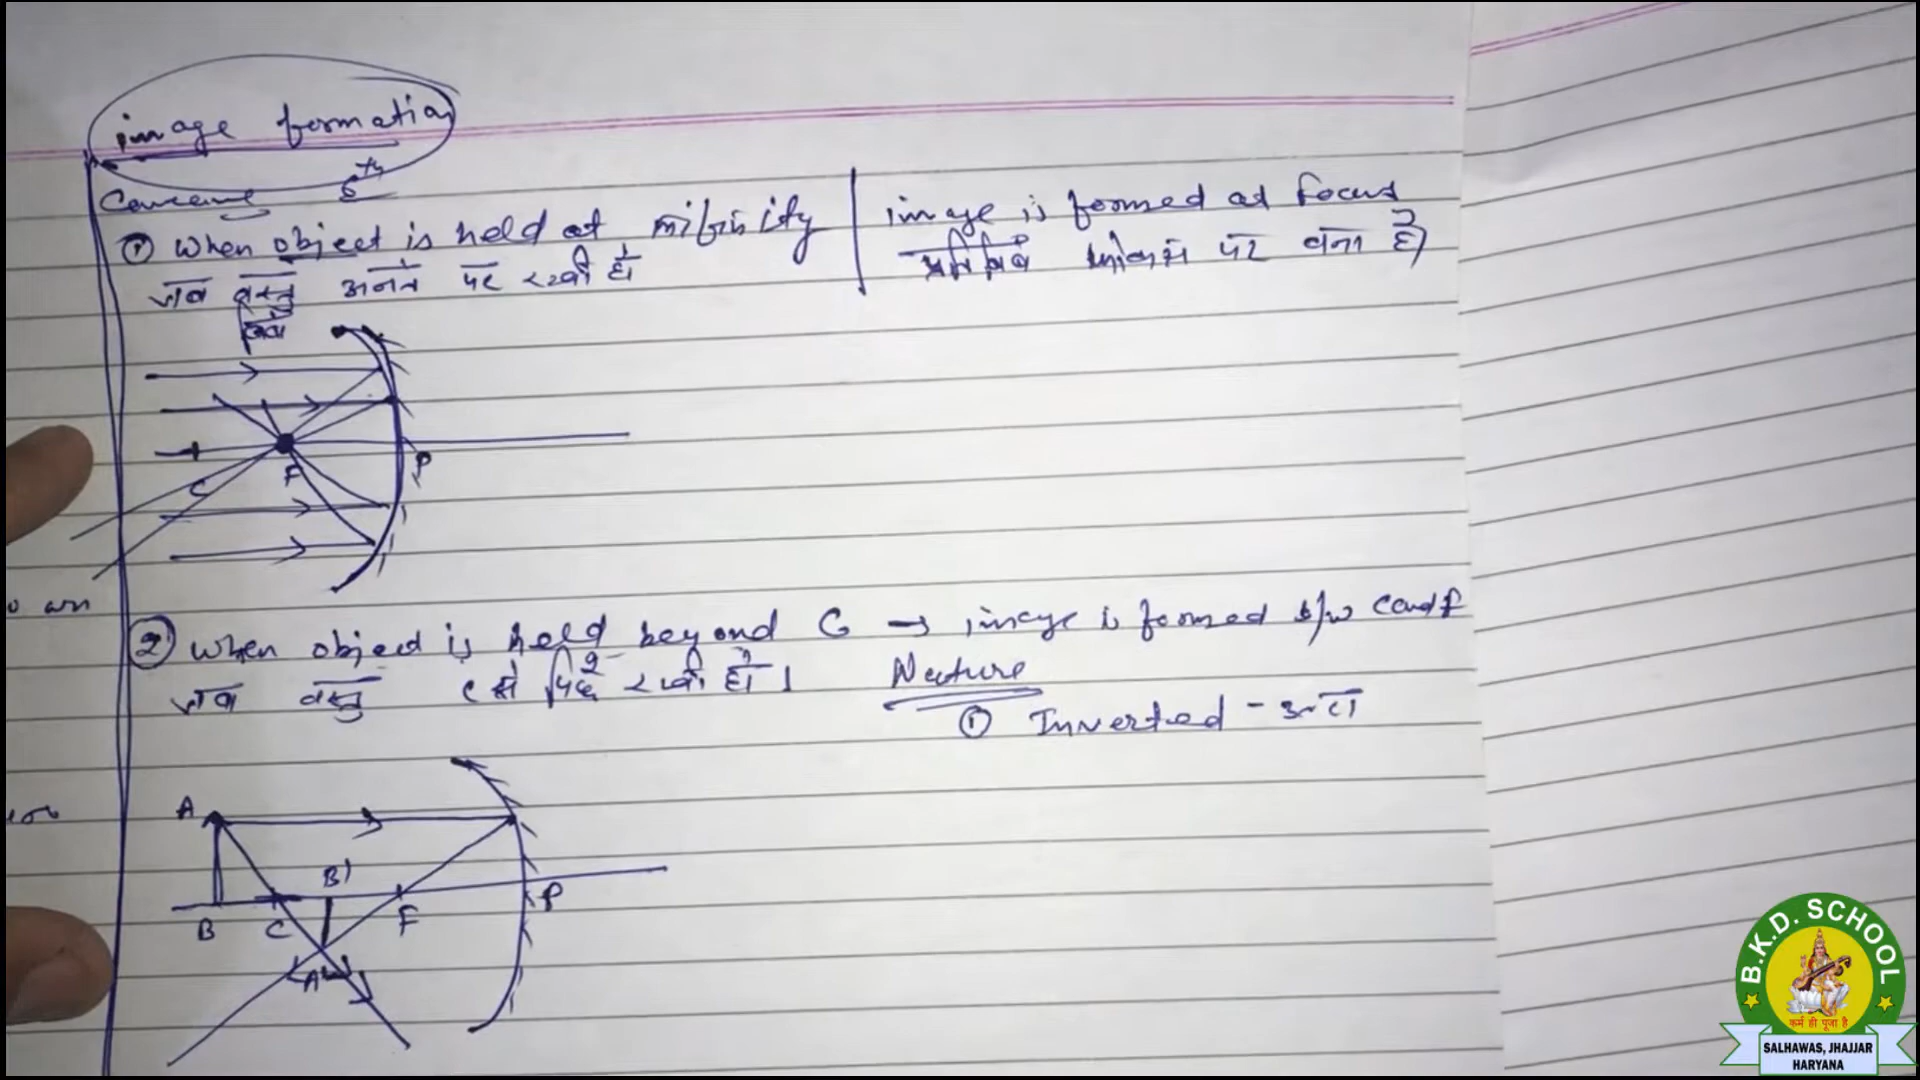 image formation
Concave
① When object is held at infinity
जब वस्तु अनंत पर रखी हो
image is formed at focus
प्रतिबिंब फोकस पर बनता है
F
C
P
② When object is held beyond C → image is formed b/w C and F
जब वस्तु C से पीछे रखी हो।
Nature
① Inverted - उल्टा
A
B'
B
C
F
P
A'
B.K.D. SCHOOL
कर्म ही पूजा है
SALHAWAS, JHAJJAR
HARYANA